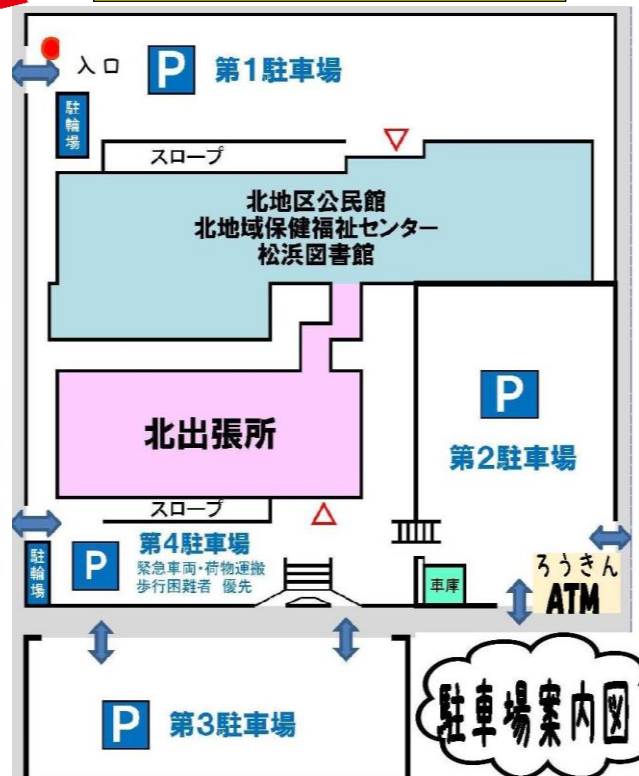 入口
P 第1駐車場
駐輪場
スロープ
北地区公民館
北地域保健福祉センター
松浜図書館
P
第2駐車場
北出張所
スロープ
P 第4駐車場
緊急車両・荷物運搬
歩行困難者 優先
駐輪場
車庫
ろうきん
ATM
P 第3駐車場
駐車場案内図